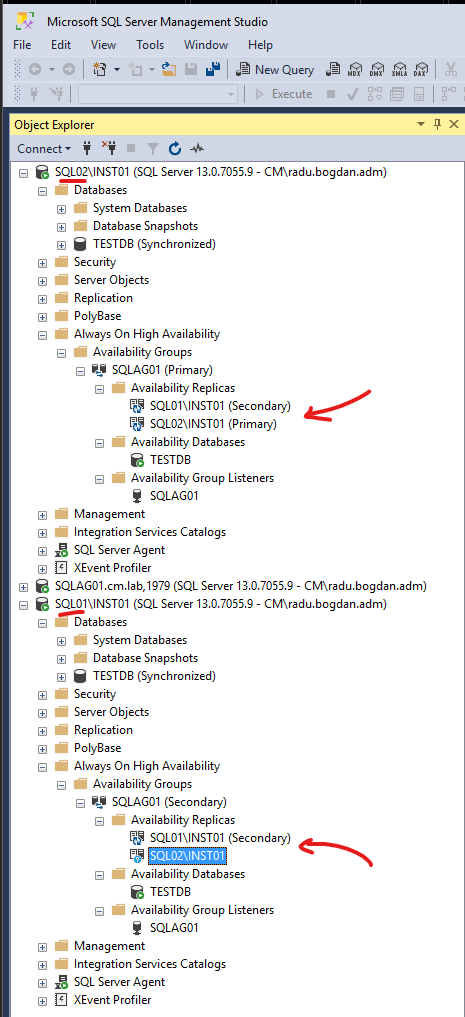 Microsoft SQL Server Management Studio
File Edit View Tools Window Help
New Query MDX DMX XMLA DAX
Execute
Object Explorer
Connect
SQL02\INST01 (SQL Server 13.0.7055.9 - CM\radu.bogdan.adm)
Databases
System Databases
Database Snapshots
TESTDB (Synchronized)
Security
Server Objects
Replication
PolyBase
Always On High Availability
Availability Groups
SQLAG01 (Primary)
Availability Replicas
SQL01\INST01 (Secondary)
SQL02\INST01 (Primary)
Availability Databases
TESTDB
Availability Group Listeners
SQLAG01
Management
Integration Services Catalogs
SQL Server Agent
XEvent Profiler
SQLAG01.cm.lab,1979 (SQL Server 13.0.7055.9 - CM\radu.bogdan.adm)
SQL01\INST01 (SQL Server 13.0.7055.9 - CM\radu.bogdan.adm)
Databases
System Databases
Database Snapshots
TESTDB (Synchronized)
Security
Server Objects
Replication
PolyBase
Always On High Availability
Availability Groups
SQLAG01 (Secondary)
Availability Replicas
SQL01\INST01 (Secondary)
SQL02\INST01
Availability Databases
TESTDB
Availability Group Listeners
SQLAG01
Management
Integration Services Catalogs
SQL Server Agent
XEvent Profiler